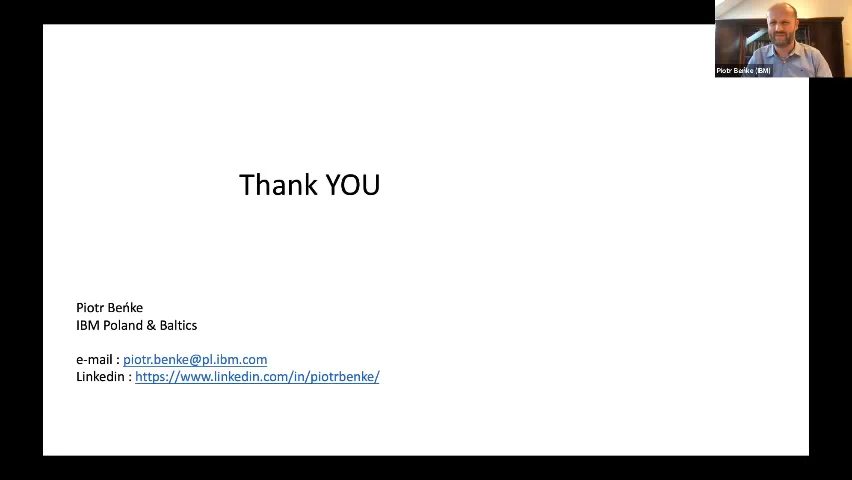 Piotr Beńke (IBM)
Thank YOU
Piotr Beńke
IBM Poland & Baltics
e-mail : piotr.benke@pl.ibm.com
Linkedin : https://www.linkedin.com/in/piotrbenke/